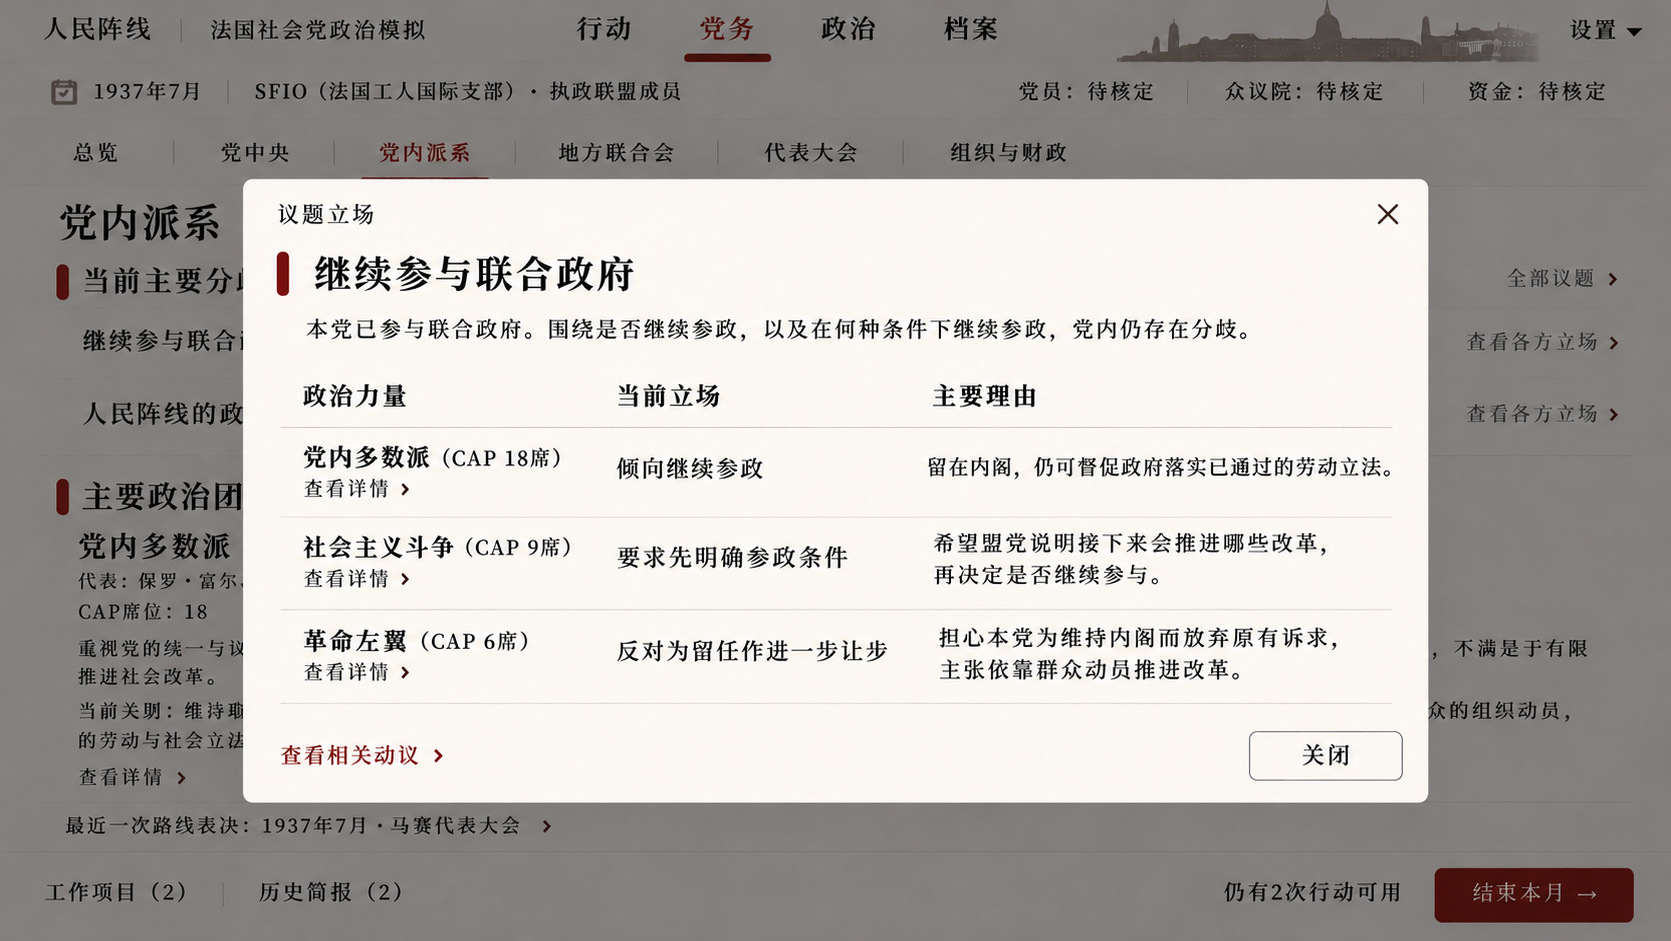 人民阵线 法国社会党政治模拟 行动 党务 政治 档案 设置
1937年7月 SFIO（法国工人国际支部）· 执政联盟成员 党员：待核定 众议院：待核定 资金：待核定
总览 党中央 党内派系 地方联合会 代表大会 组织与财政
党内派系
当前主要分
全部议题
继续参与联合
查看各方立场
人民阵线的政
查看各方立场
主要政治团
党内多数派
代表：保罗·富尔
CAP席位：18
重视党的统一与议
推进社会改革。
，不满足于有限
当前关明：维持
众的组织动员，
的劳动与社会立法
查看详情
议题立场
继续参与联合政府
本党已参与联合政府。围绕是否继续参政，以及在何种条件下继续参政，党内仍存在分歧。
政治力量 当前立场 主要理由
党内多数派（CAP 18席）
查看详情
倾向继续参政
留在内阁，仍可督促政府落实已通过的劳动立法。
社会主义斗争（CAP 9席）
查看详情
要求先明确参政条件
希望盟党说明接下来会推进哪些改革，
再决定是否继续参与。
革命左翼（CAP 6席）
查看详情
反对为留任作进一步让步
担心本党为维持内阁而放弃原有诉求，
主张依靠群众动员推进改革。
查看相关动议
关闭
最近一次路线表决：1937年7月·马赛代表大会
工作项目（2） 历史简报（2） 仍有2次行动可用 结束本月 →